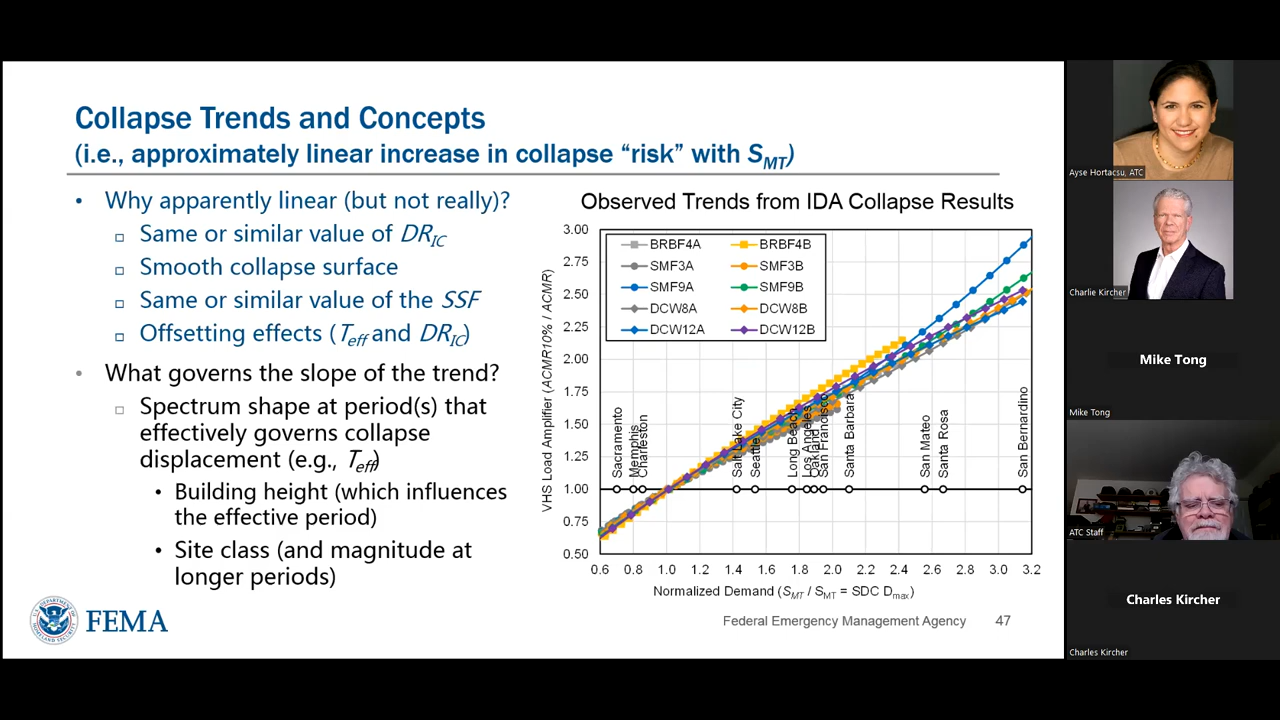 Collapse Trends and Concepts
(i.e., approximately linear increase in collapse “risk” with SMT)
• Why apparently linear (but not really)?
Same or similar value of DRIC
Smooth collapse surface
Same or similar value of the SSF
Offsetting effects (Teff and DRIC)
• What governs the slope of the trend?
Spectrum shape at period(s) that
effectively governs collapse
displacement (e.g., Teff)
• Building height (which influences
the effective period)
• Site class (and magnitude at
longer periods)
Observed Trends from IDA Collapse Results
VHS Load Amplifier (ACMR10% / ACMR)
3.00
2.75
2.50
2.25
2.00
1.75
1.50
1.25
1.00
0.75
0.50
BRBF4A BRBF4B
SMF3A SMF3B
SMF9A SMF9B
DCW8A DCW8B
DCW12A DCW12B
Sacramento
Memphis
Charleston
Salt Lake City
Seattle
Long Beach
Los Angeles
Oakland
San Francisco
Santa Barbara
San Mateo
Santa Rosa
San Bernardino
0.6 0.8 1.0 1.2 1.4 1.6 1.8 2.0 2.2 2.4 2.6 2.8 3.0 3.2
Normalized Demand (SMT / SMT = SDC Dmax)
FEMA
Federal Emergency Management Agency 47
Ayse Hortacsu, ATC
Charlie Kircher
Mike Tong
Mike Tong
ATC Staff
Charles Kircher
Charles Kircher